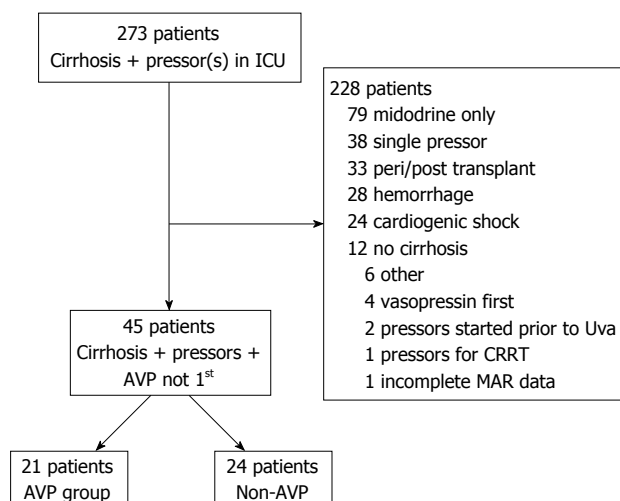 273 patients
Cirrhosis + pressor(s) in ICU
228 patients
79 midodrine only
38 single pressor
33 peri/post transplant
28 hemorrhage
24 cardiogenic shock
12 no cirrhosis
6 other
4 vasopressin first
2 pressors started prior to Uva
1 pressors for CRRT
1 incomplete MAR data
45 patients
Cirrhosis + pressors +
AVP not 1st
21 patients
AVP group
24 patients
Non-AVP